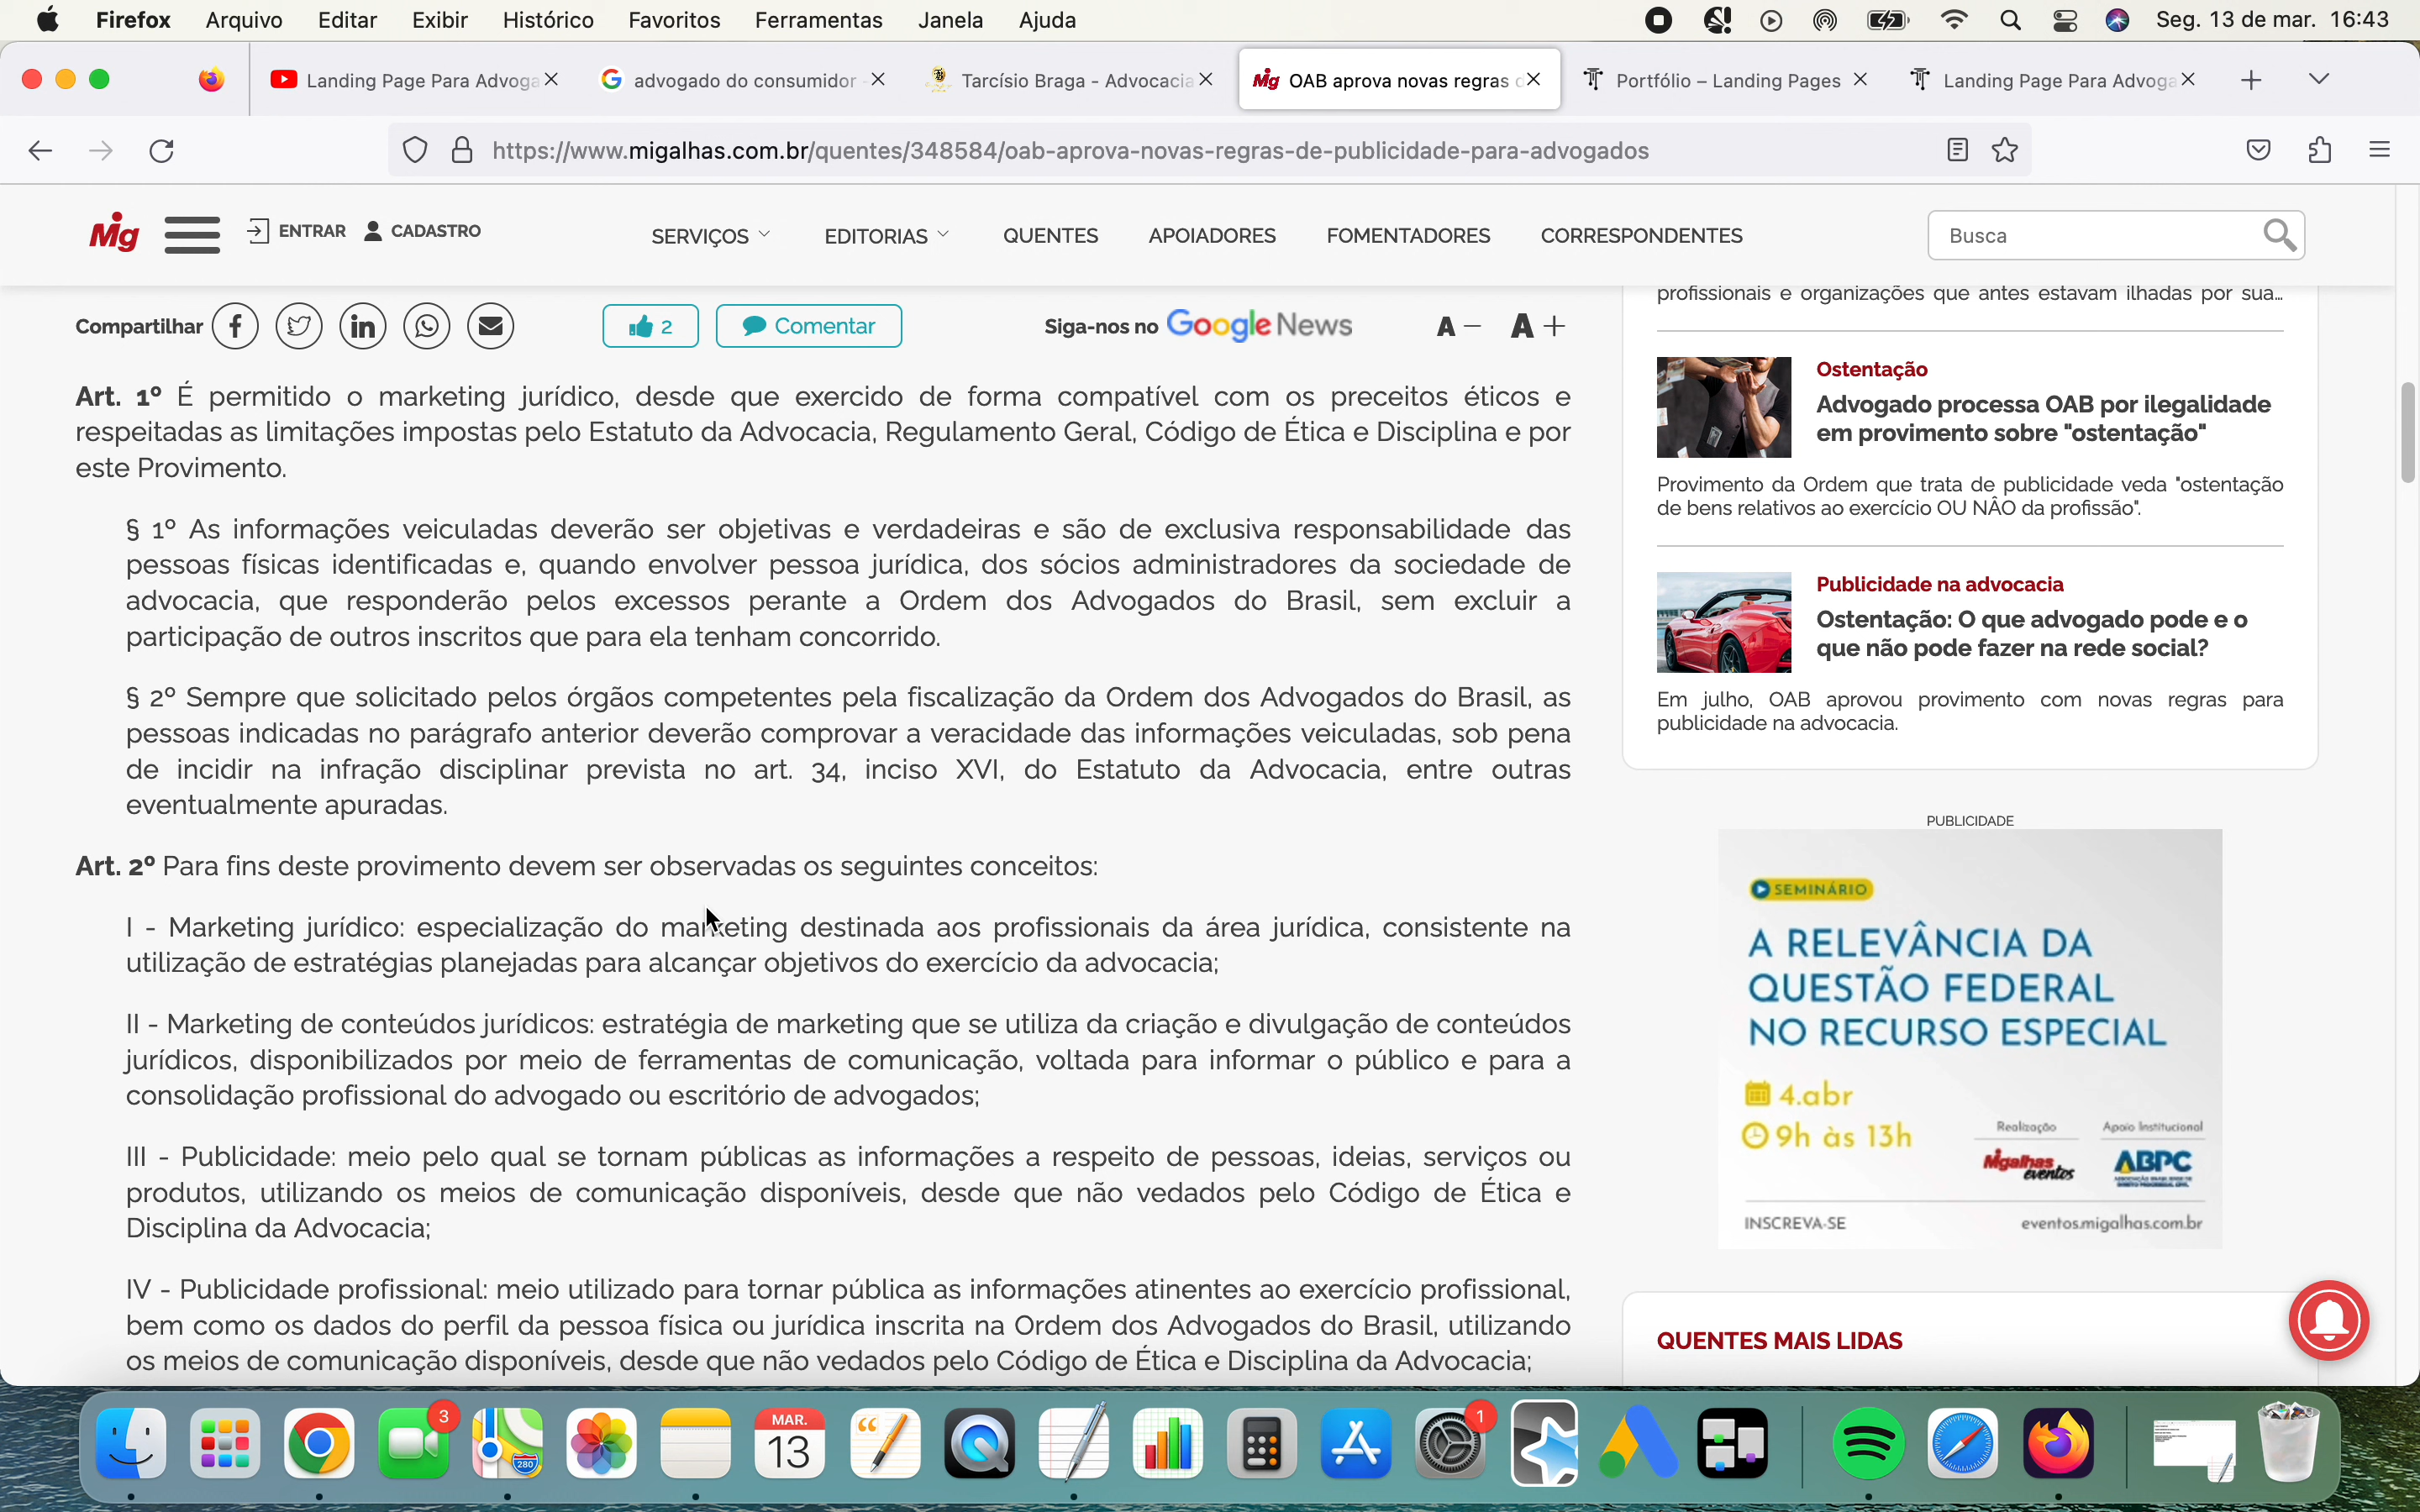 Firefox Arquivo Editar Exibir Histórico Favoritos Ferramentas Janela Ajuda Seg. 13 de mar. 16:43
Landing Page Para Advoga advogado do consumidor - Tarcísio Braga - Advocacia OAB aprova novas regras d Portfólio – Landing Pages Landing Page Para Advoga
https://www.migalhas.com.br/quentes/348584/oab-aprova-novas-regras-de-publicidade-para-advogados
Mig ENTRAR CADASTRO SERVIÇOS EDITORIAS QUENTES APOIADORES FOMENTADORES CORRESPONDENTES Busca
Compartilhar 2 Comentar Siga-nos no Google News A − A +
Art. 1º É permitido o marketing jurídico, desde que exercido de forma compatível com os preceitos éticos e
respeitadas as limitações impostas pelo Estatuto da Advocacia, Regulamento Geral, Código de Ética e Disciplina e por
este Provimento.
§ 1º As informações veiculadas deverão ser objetivas e verdadeiras e são de exclusiva responsabilidade das
pessoas físicas identificadas e, quando envolver pessoa jurídica, dos sócios administradores da sociedade de
advocacia, que responderão pelos excessos perante a Ordem dos Advogados do Brasil, sem excluir a
participação de outros inscritos que para ela tenham concorrido.
§ 2º Sempre que solicitado pelos órgãos competentes pela fiscalização da Ordem dos Advogados do Brasil, as
pessoas indicadas no parágrafo anterior deverão comprovar a veracidade das informações veiculadas, sob pena
de incidir na infração disciplinar prevista no art. 34, inciso XVI, do Estatuto da Advocacia, entre outras
eventualmente apuradas.
Art. 2º Para fins deste provimento devem ser observadas os seguintes conceitos:
I - Marketing jurídico: especialização do marketing destinada aos profissionais da área jurídica, consistente na
utilização de estratégias planejadas para alcançar objetivos do exercício da advocacia;
II - Marketing de conteúdos jurídicos: estratégia de marketing que se utiliza da criação e divulgação de conteúdos
jurídicos, disponibilizados por meio de ferramentas de comunicação, voltada para informar o público e para a
consolidação profissional do advogado ou escritório de advogados;
III - Publicidade: meio pelo qual se tornam públicas as informações a respeito de pessoas, ideias, serviços ou
produtos, utilizando os meios de comunicação disponíveis, desde que não vedados pelo Código de Ética e
Disciplina da Advocacia;
IV - Publicidade profissional: meio utilizado para tornar pública as informações atinentes ao exercício profissional,
bem como os dados do perfil da pessoa física ou jurídica inscrita na Ordem dos Advogados do Brasil, utilizando
os meios de comunicação disponíveis, desde que não vedados pelo Código de Ética e Disciplina da Advocacia;
profissionais e organizações que antes estavam ilhadas por sua...
Ostentação
Advogado processa OAB por ilegalidade
em provimento sobre "ostentação"
Provimento da Ordem que trata de publicidade veda "ostentação
de bens relativos ao exercício OU NÃO da profissão".
Publicidade na advocacia
Ostentação: O que advogado pode e o
que não pode fazer na rede social?
Em julho, OAB aprovou provimento com novas regras para
publicidade na advocacia.
PUBLICIDADE
SEMINÁRIO
A RELEVÂNCIA DA
QUESTÃO FEDERAL
NO RECURSO ESPECIAL
4.abr
9h às 13h
Realização Apoio Institucional
Migalhas eventos ABPC
INSCREVA-SE eventos.migalhas.com.br
QUENTES MAIS LIDAS
3 280 MAR. 13 1